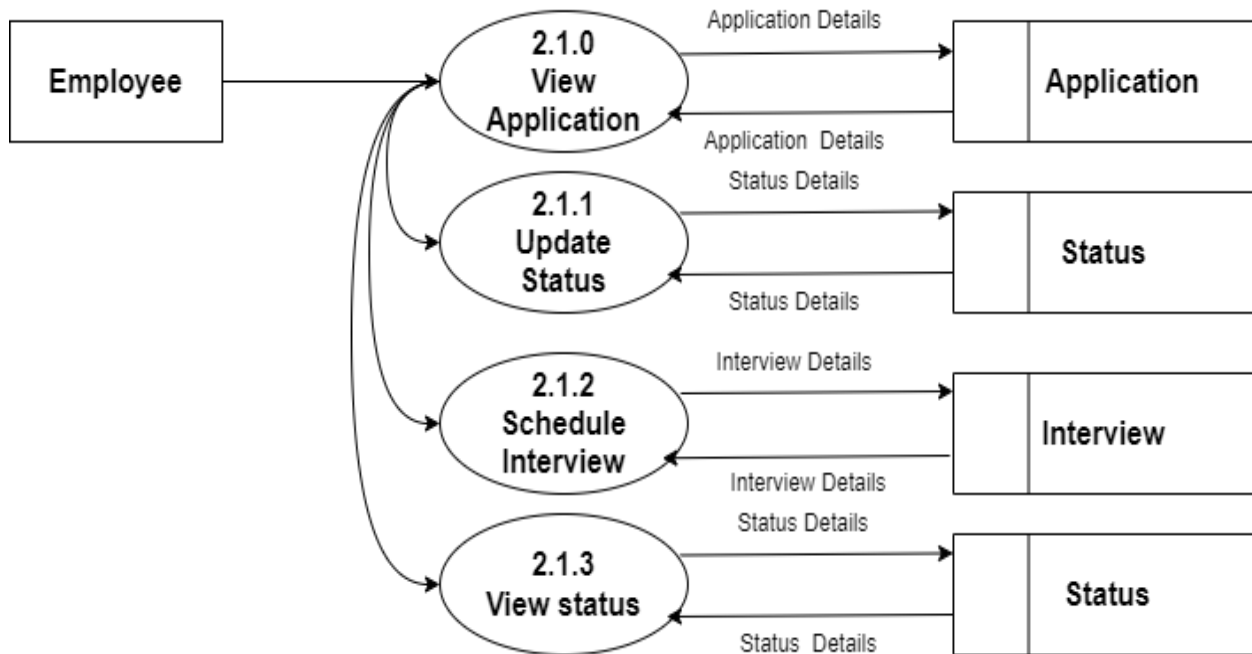 Employee
2.1.0
View
Application
Application Details
Application Details
Application
2.1.1
Update
Status
Status Details
Status Details
Status
2.1.2
Schedule
Interview
Interview Details
Interview Details
Interview
2.1.3
View status
Status Details
Status Details
Status